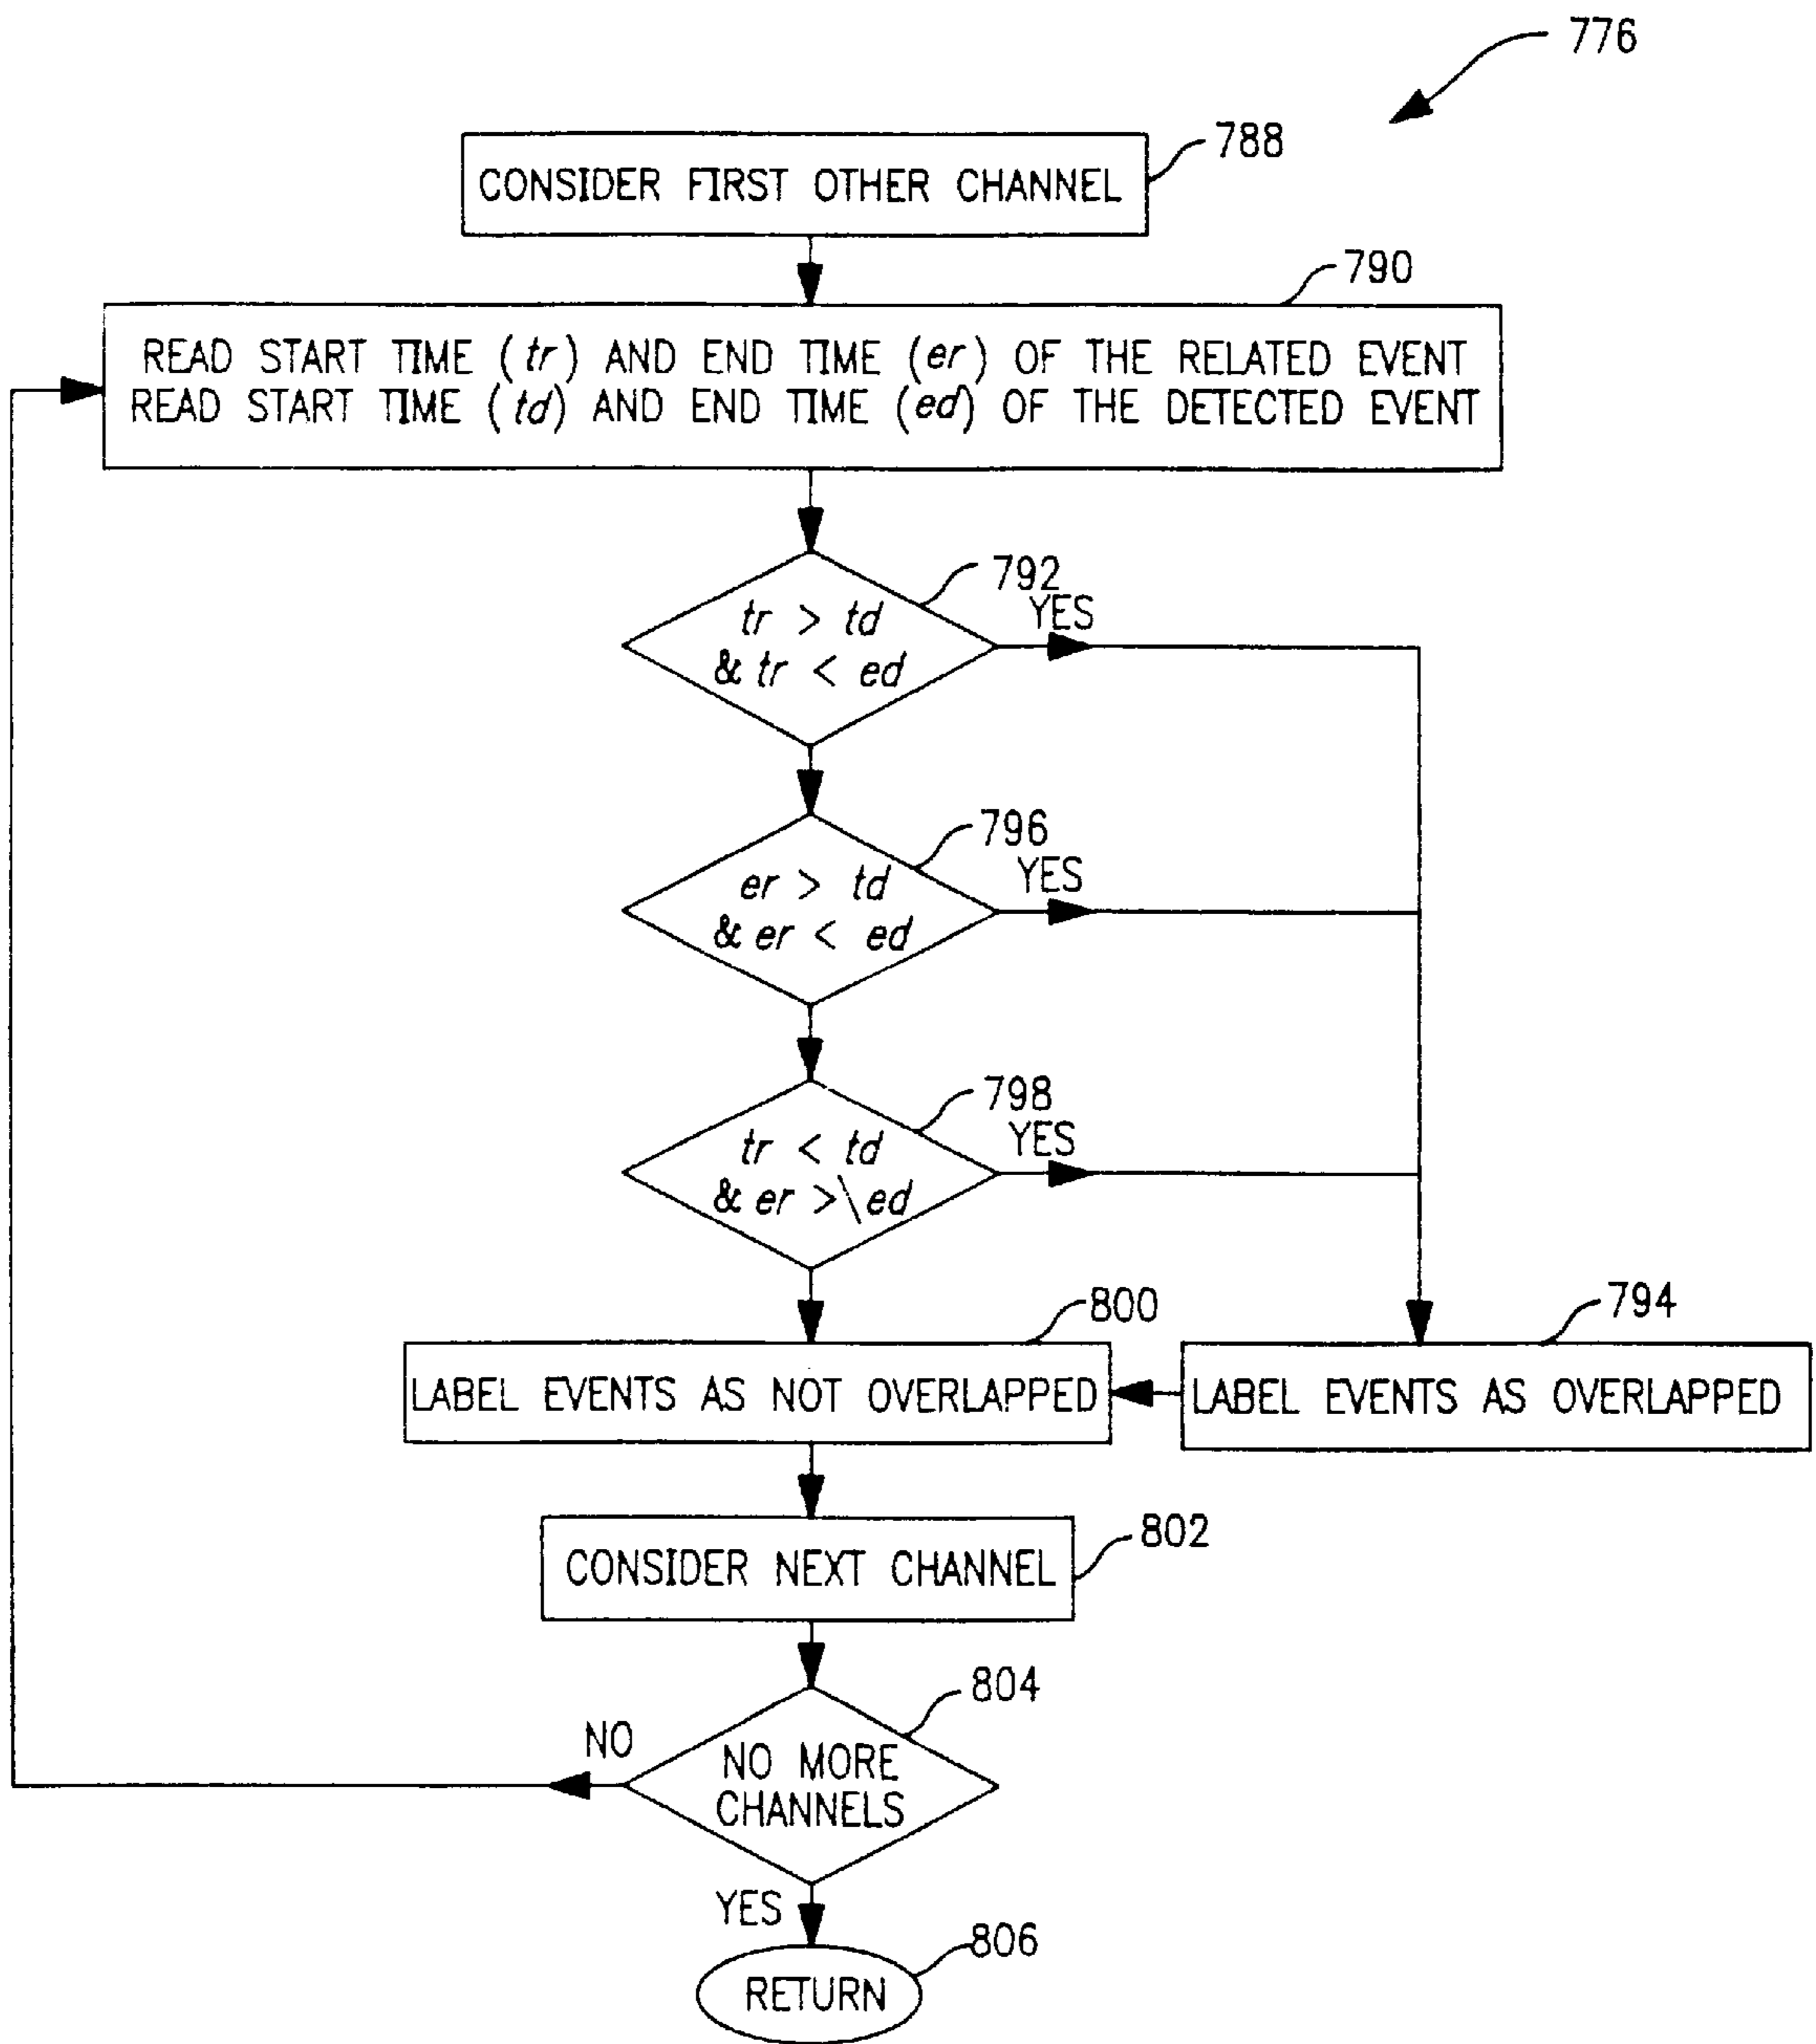 776
788
CONSIDER FIRST OTHER CHANNEL
790
READ START TIME (tr) AND END TIME (er) OF THE RELATED EVENT
READ START TIME (td) AND END TIME (ed) OF THE DETECTED EVENT
792
YES
tr > td
& tr < ed
796
YES
er > td
& er < ed
798
YES
tr < td
& er >\ed
800
794
LABEL EVENTS AS NOT OVERLAPPED
LABEL EVENTS AS OVERLAPPED
802
CONSIDER NEXT CHANNEL
804
NO
NO MORE
CHANNELS
YES
806
RETURN